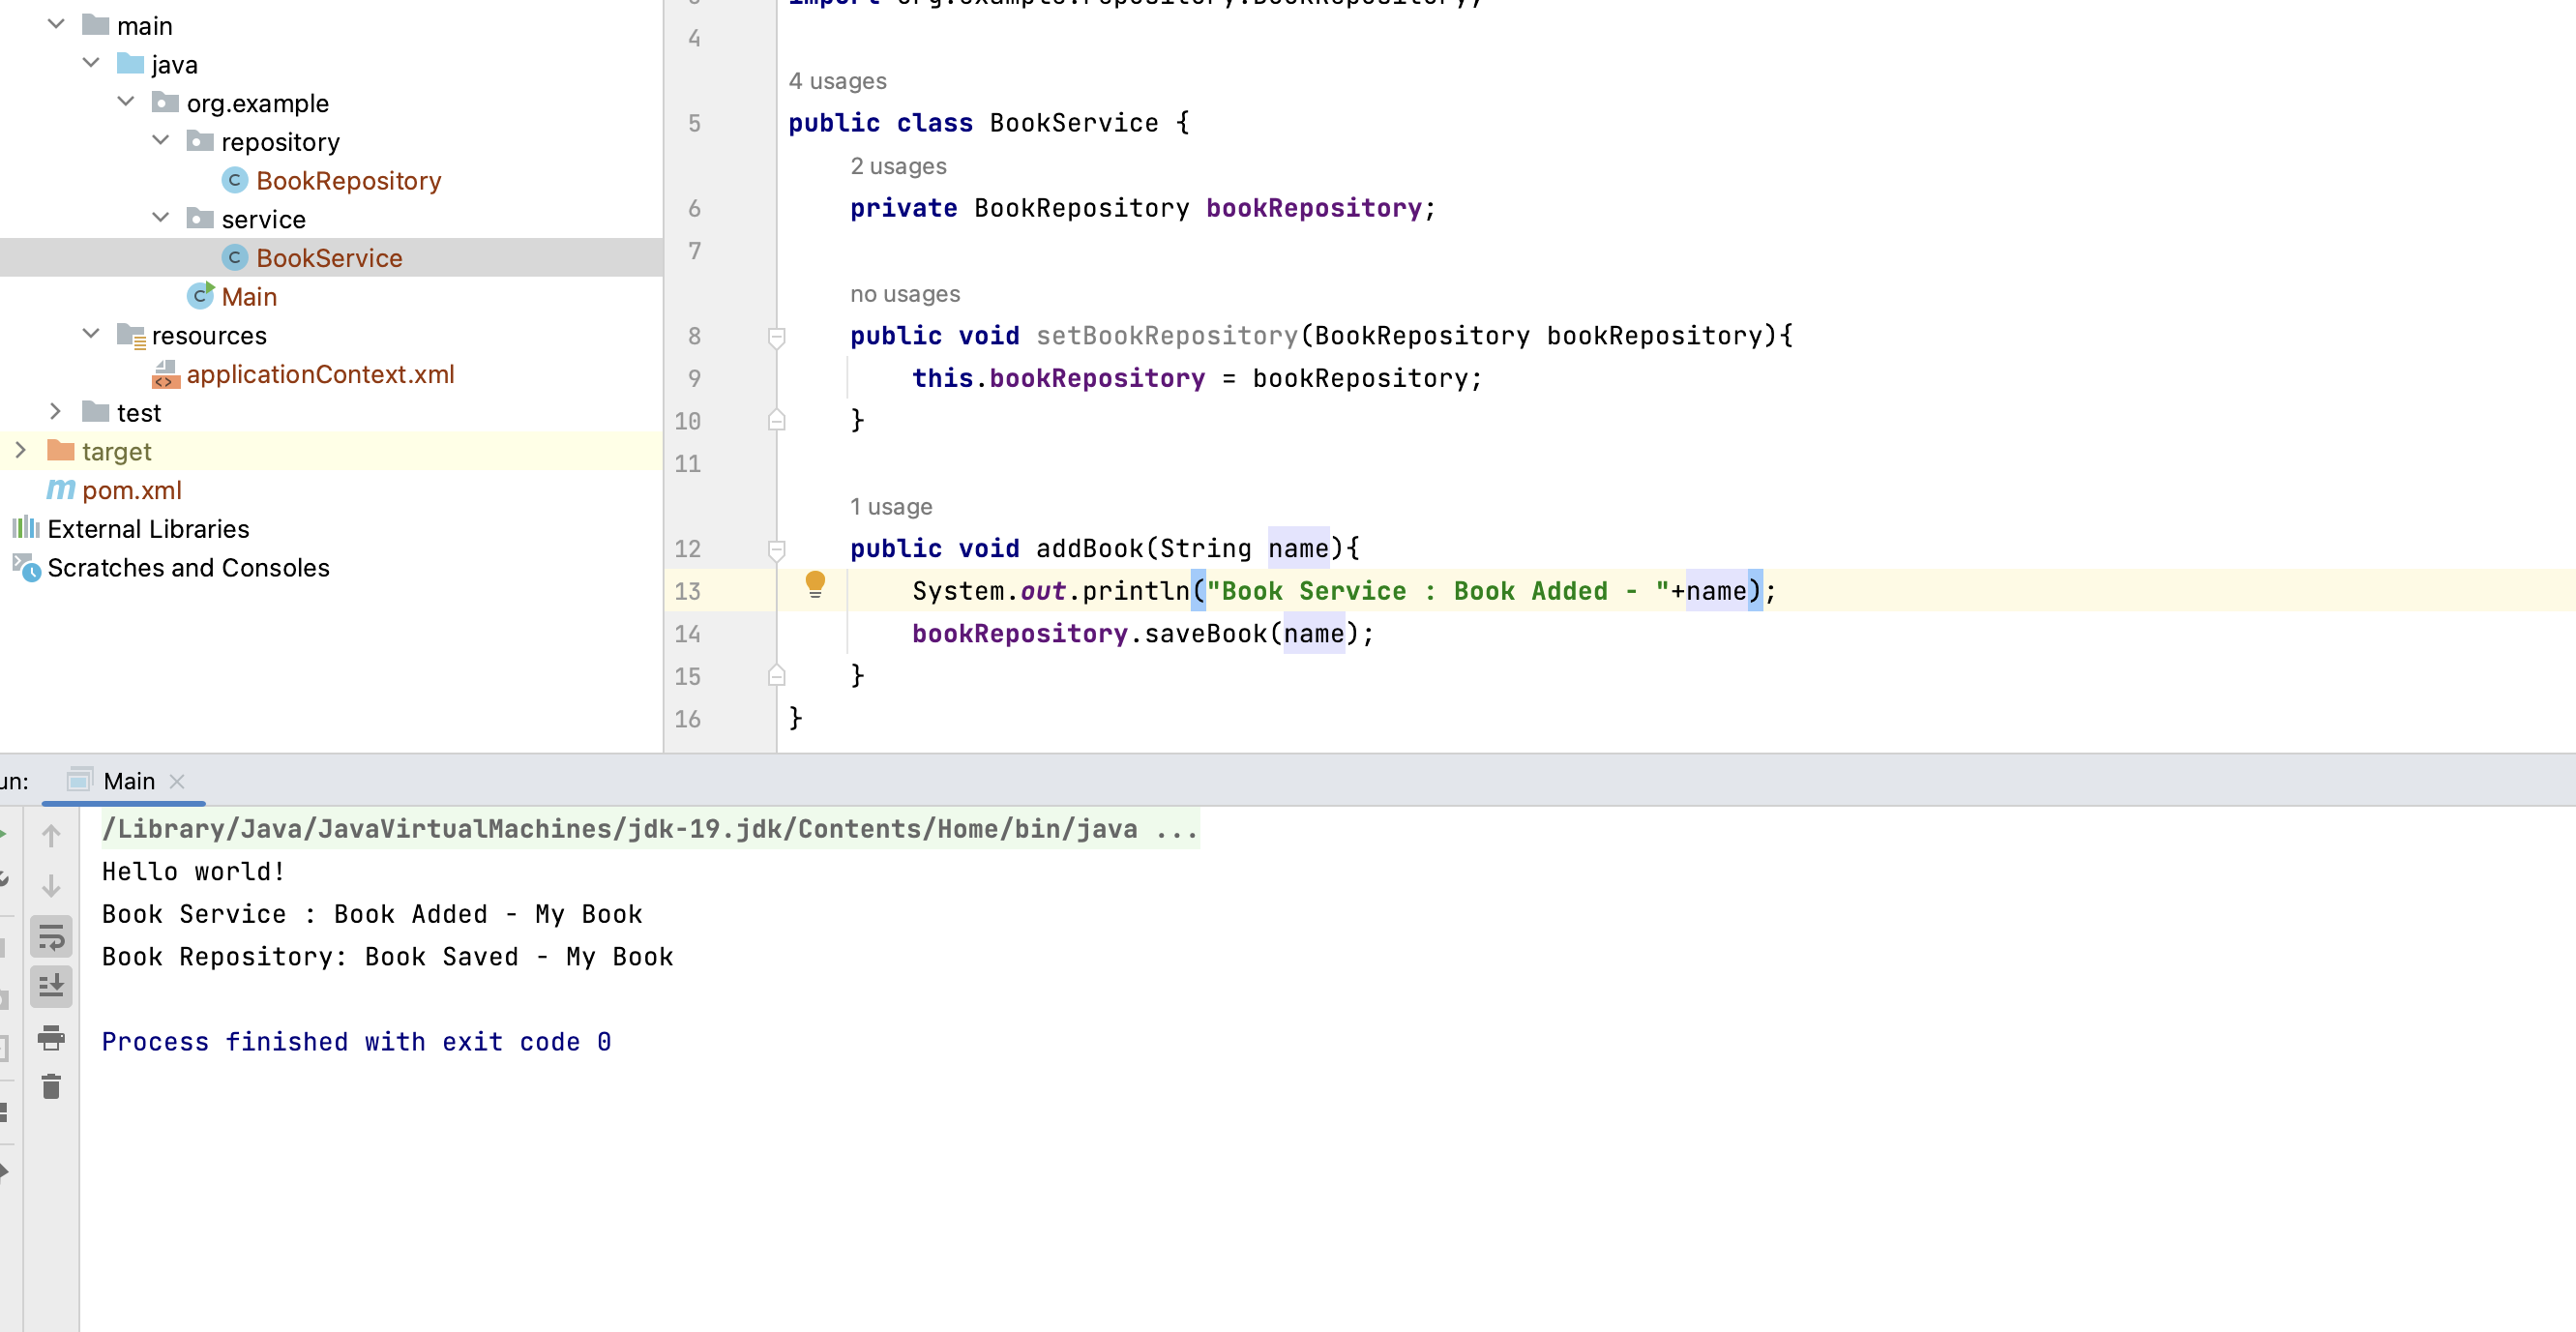 main
java
org.example
repository
BookRepository
service
BookService
Main
resources
applicationContext.xml
test
target
pom.xml
External Libraries
Scratches and Consoles
import org.example.repository.BookRepository;
4
4 usages
5 public class BookService {
2 usages
6 private BookRepository bookRepository;
7
no usages
8 public void setBookRepository(BookRepository bookRepository){
9 this.bookRepository = bookRepository;
10 }
11
1 usage
12 public void addBook(String name){
13 System.out.println("Book Service : Book Added - "+name);
14 bookRepository.saveBook(name);
15 }
16 }
un: Main
/Library/Java/JavaVirtualMachines/jdk-19.jdk/Contents/Home/bin/java ...
Hello world!
Book Service : Book Added - My Book
Book Repository: Book Saved - My Book
Process finished with exit code 0